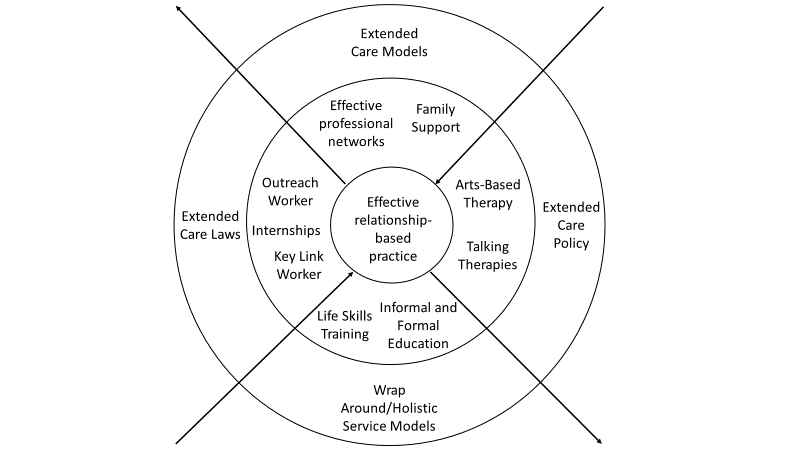 Extended
Care Models
Effective
professional
networks
Family
Support
Outreach
Worker
Internships
Key Link
Worker
Extended
Care Laws
Effective
relationship-
based
practice
Arts-Based
Therapy
Talking
Therapies
Extended
Care
Policy
Life Skills
Training
Informal and
Formal
Education
Wrap
Around/Holistic
Service Models